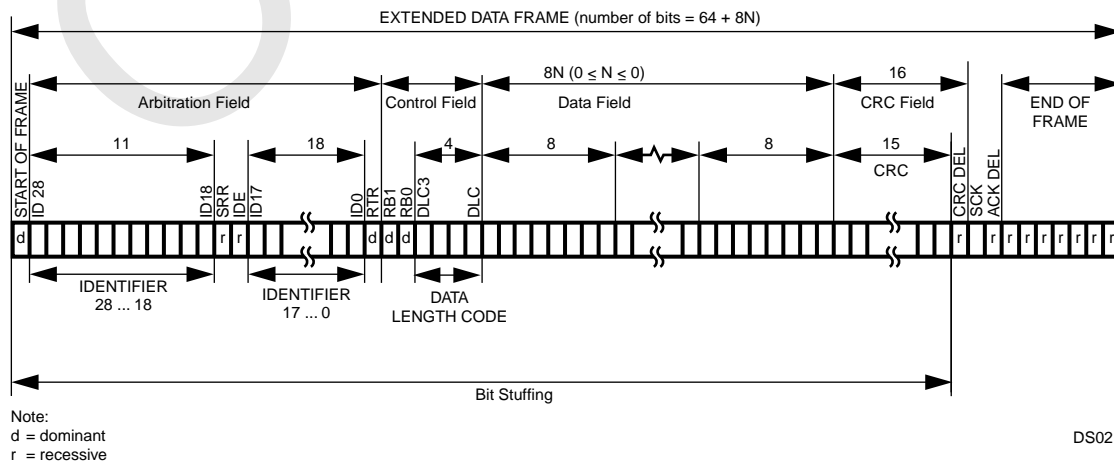 EXTENDED DATA FRAME (number of bits = 64 + 8N)
8N (0 ≤ N ≤ 0)
16
Arbitration Field
Control Field
Data Field
CRC Field
END OF
FRAME
11
18
4
8
8
15
CRC
START OF FRAME
ID 28
ID18
SRR
IDE
ID17
ID0
RTR
RB1
RB0
DLC3
DLC
CRC DEL
SCK
ACK DEL
d r r d d d r r r r r r r r r
IDENTIFIER
28 ... 18
IDENTIFIER
17 ... 0
DATA
LENGTH CODE
Bit Stuffing
Note:
d = dominant
r = recessive
DS02